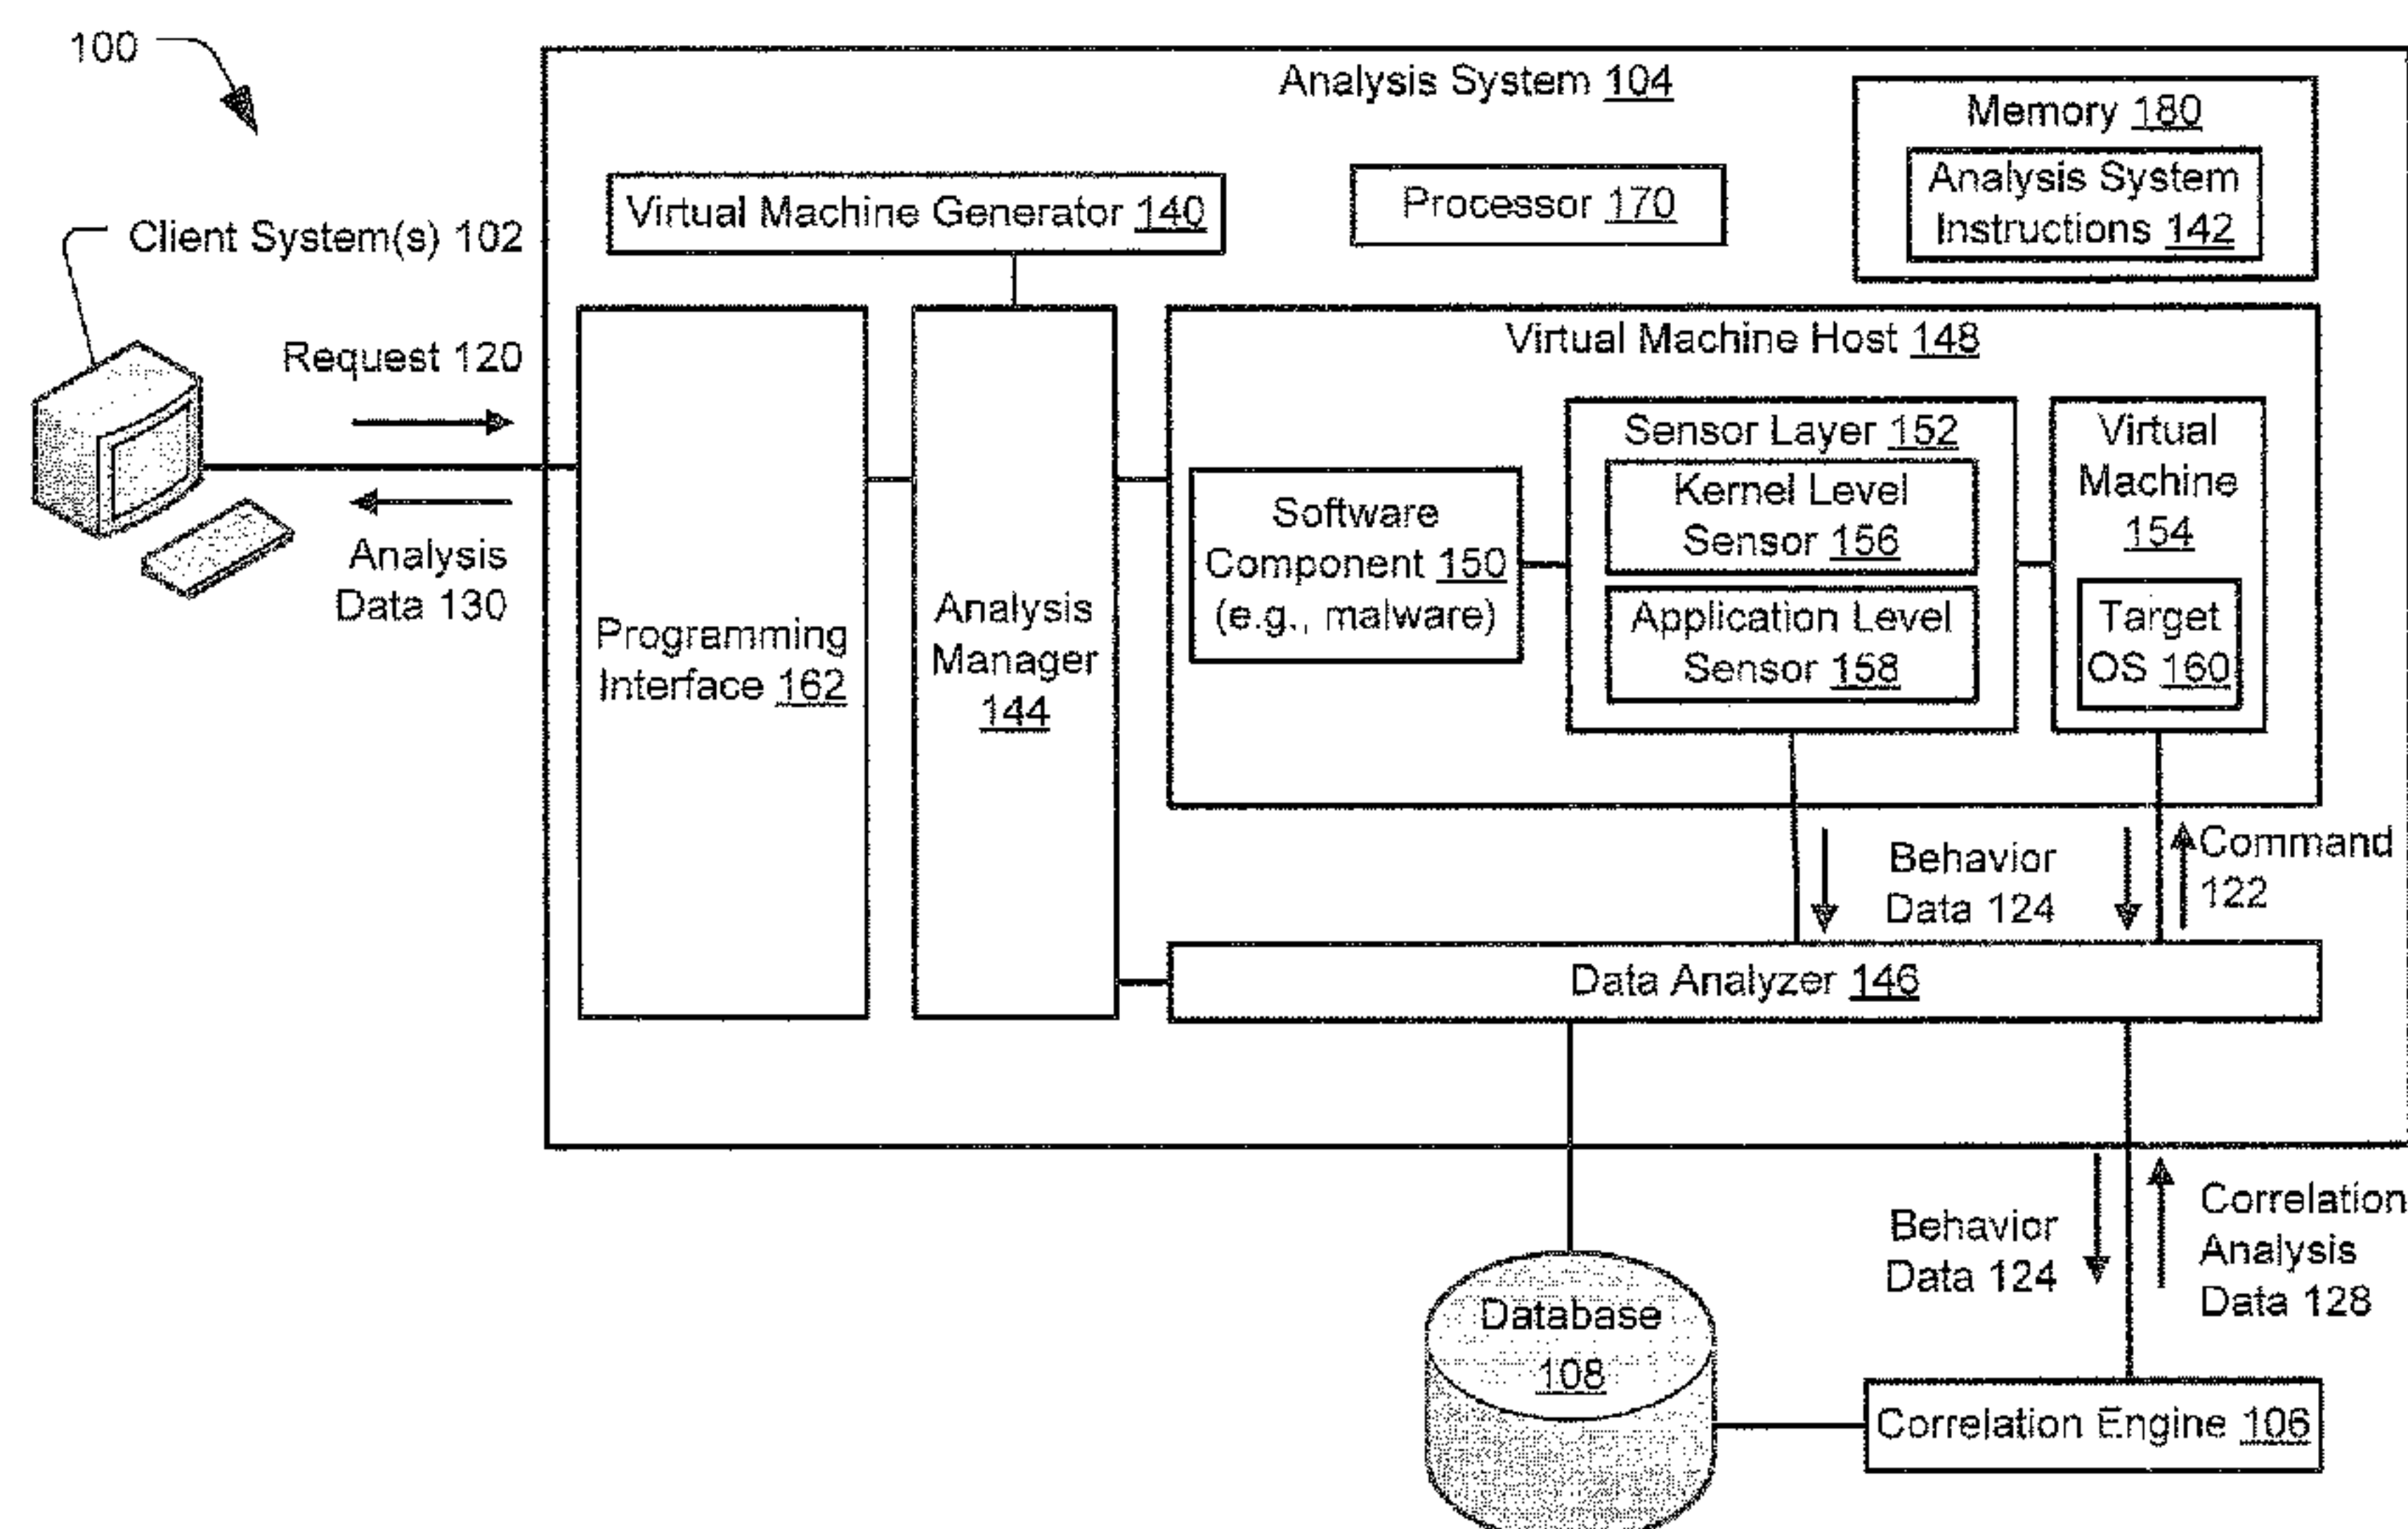 100
Analysis System 104
Memory 180
Analysis System
Instructions 142
Processor 170
Virtual Machine Generator 140
Client System(s) 102
Request 120
Analysis
Data 130
Programming
Interface 162
Analysis
Manager
144
Virtual Machine Host 148
Software
Component 150
(e.g., malware)
Sensor Layer 152
Kernel Level
Sensor 156
Application Level
Sensor 158
Virtual
Machine
154
Target
OS 160
Behavior
Data 124
Command
122
Data Analyzer 146
Behavior
Data 124
Correlation
Analysis
Data 128
Database
108
Correlation Engine 106